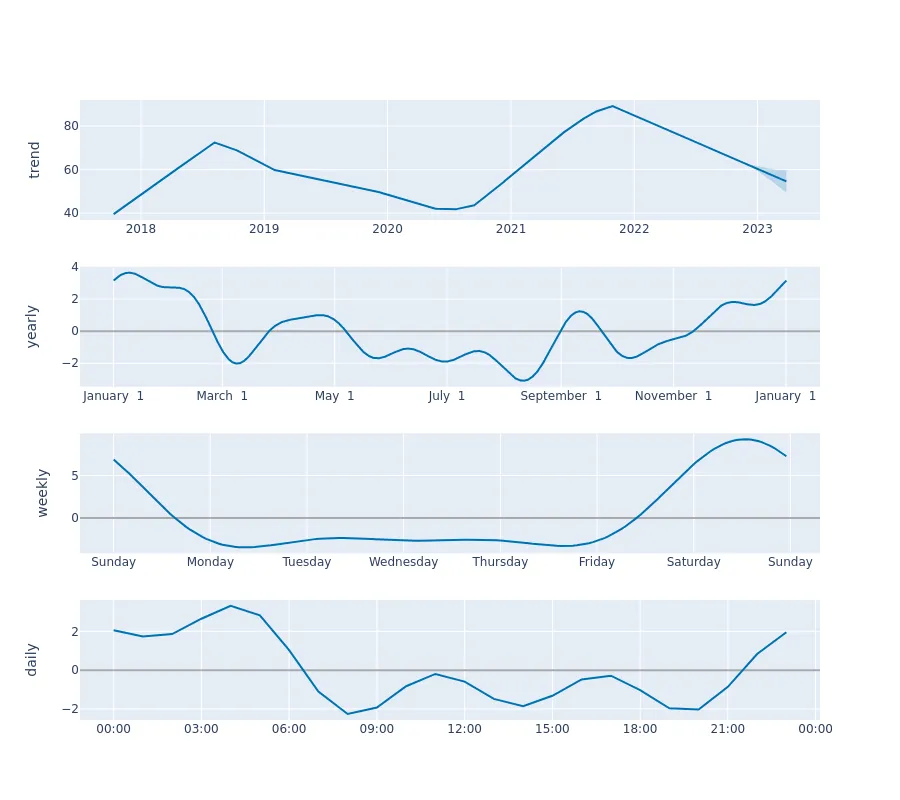 trend
80
60
40
2018 2019 2020 2021 2022 2023
yearly
4
2
0
−2
January 1 March 1 May 1 July 1 September 1 November 1 January 1
weekly
5
0
Sunday Monday Tuesday Wednesday Thursday Friday Saturday Sunday
daily
2
0
−2
00:00 03:00 06:00 09:00 12:00 15:00 18:00 21:00 00:00